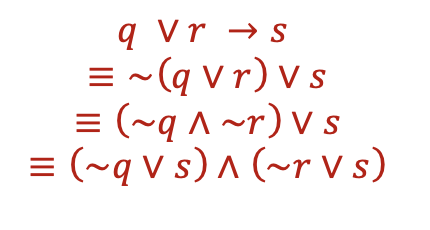 q ∨ r → s
≡ ~(q ∨ r) ∨ s
≡ (~q ∧ ~r) ∨ s
≡ (~q ∨ s) ∧ (~r ∨ s)